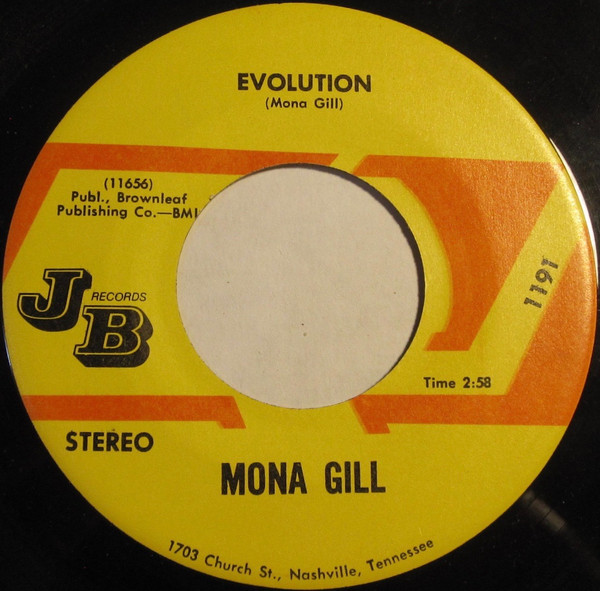 EVOLUTION
(Mona Gill)
(11656)
Publ., Brownleaf
Publishing Co.—BMI
JB RECORDS
1191
Time 2:58
STEREO
MONA GILL
1703 Church St., Nashville, Tennessee